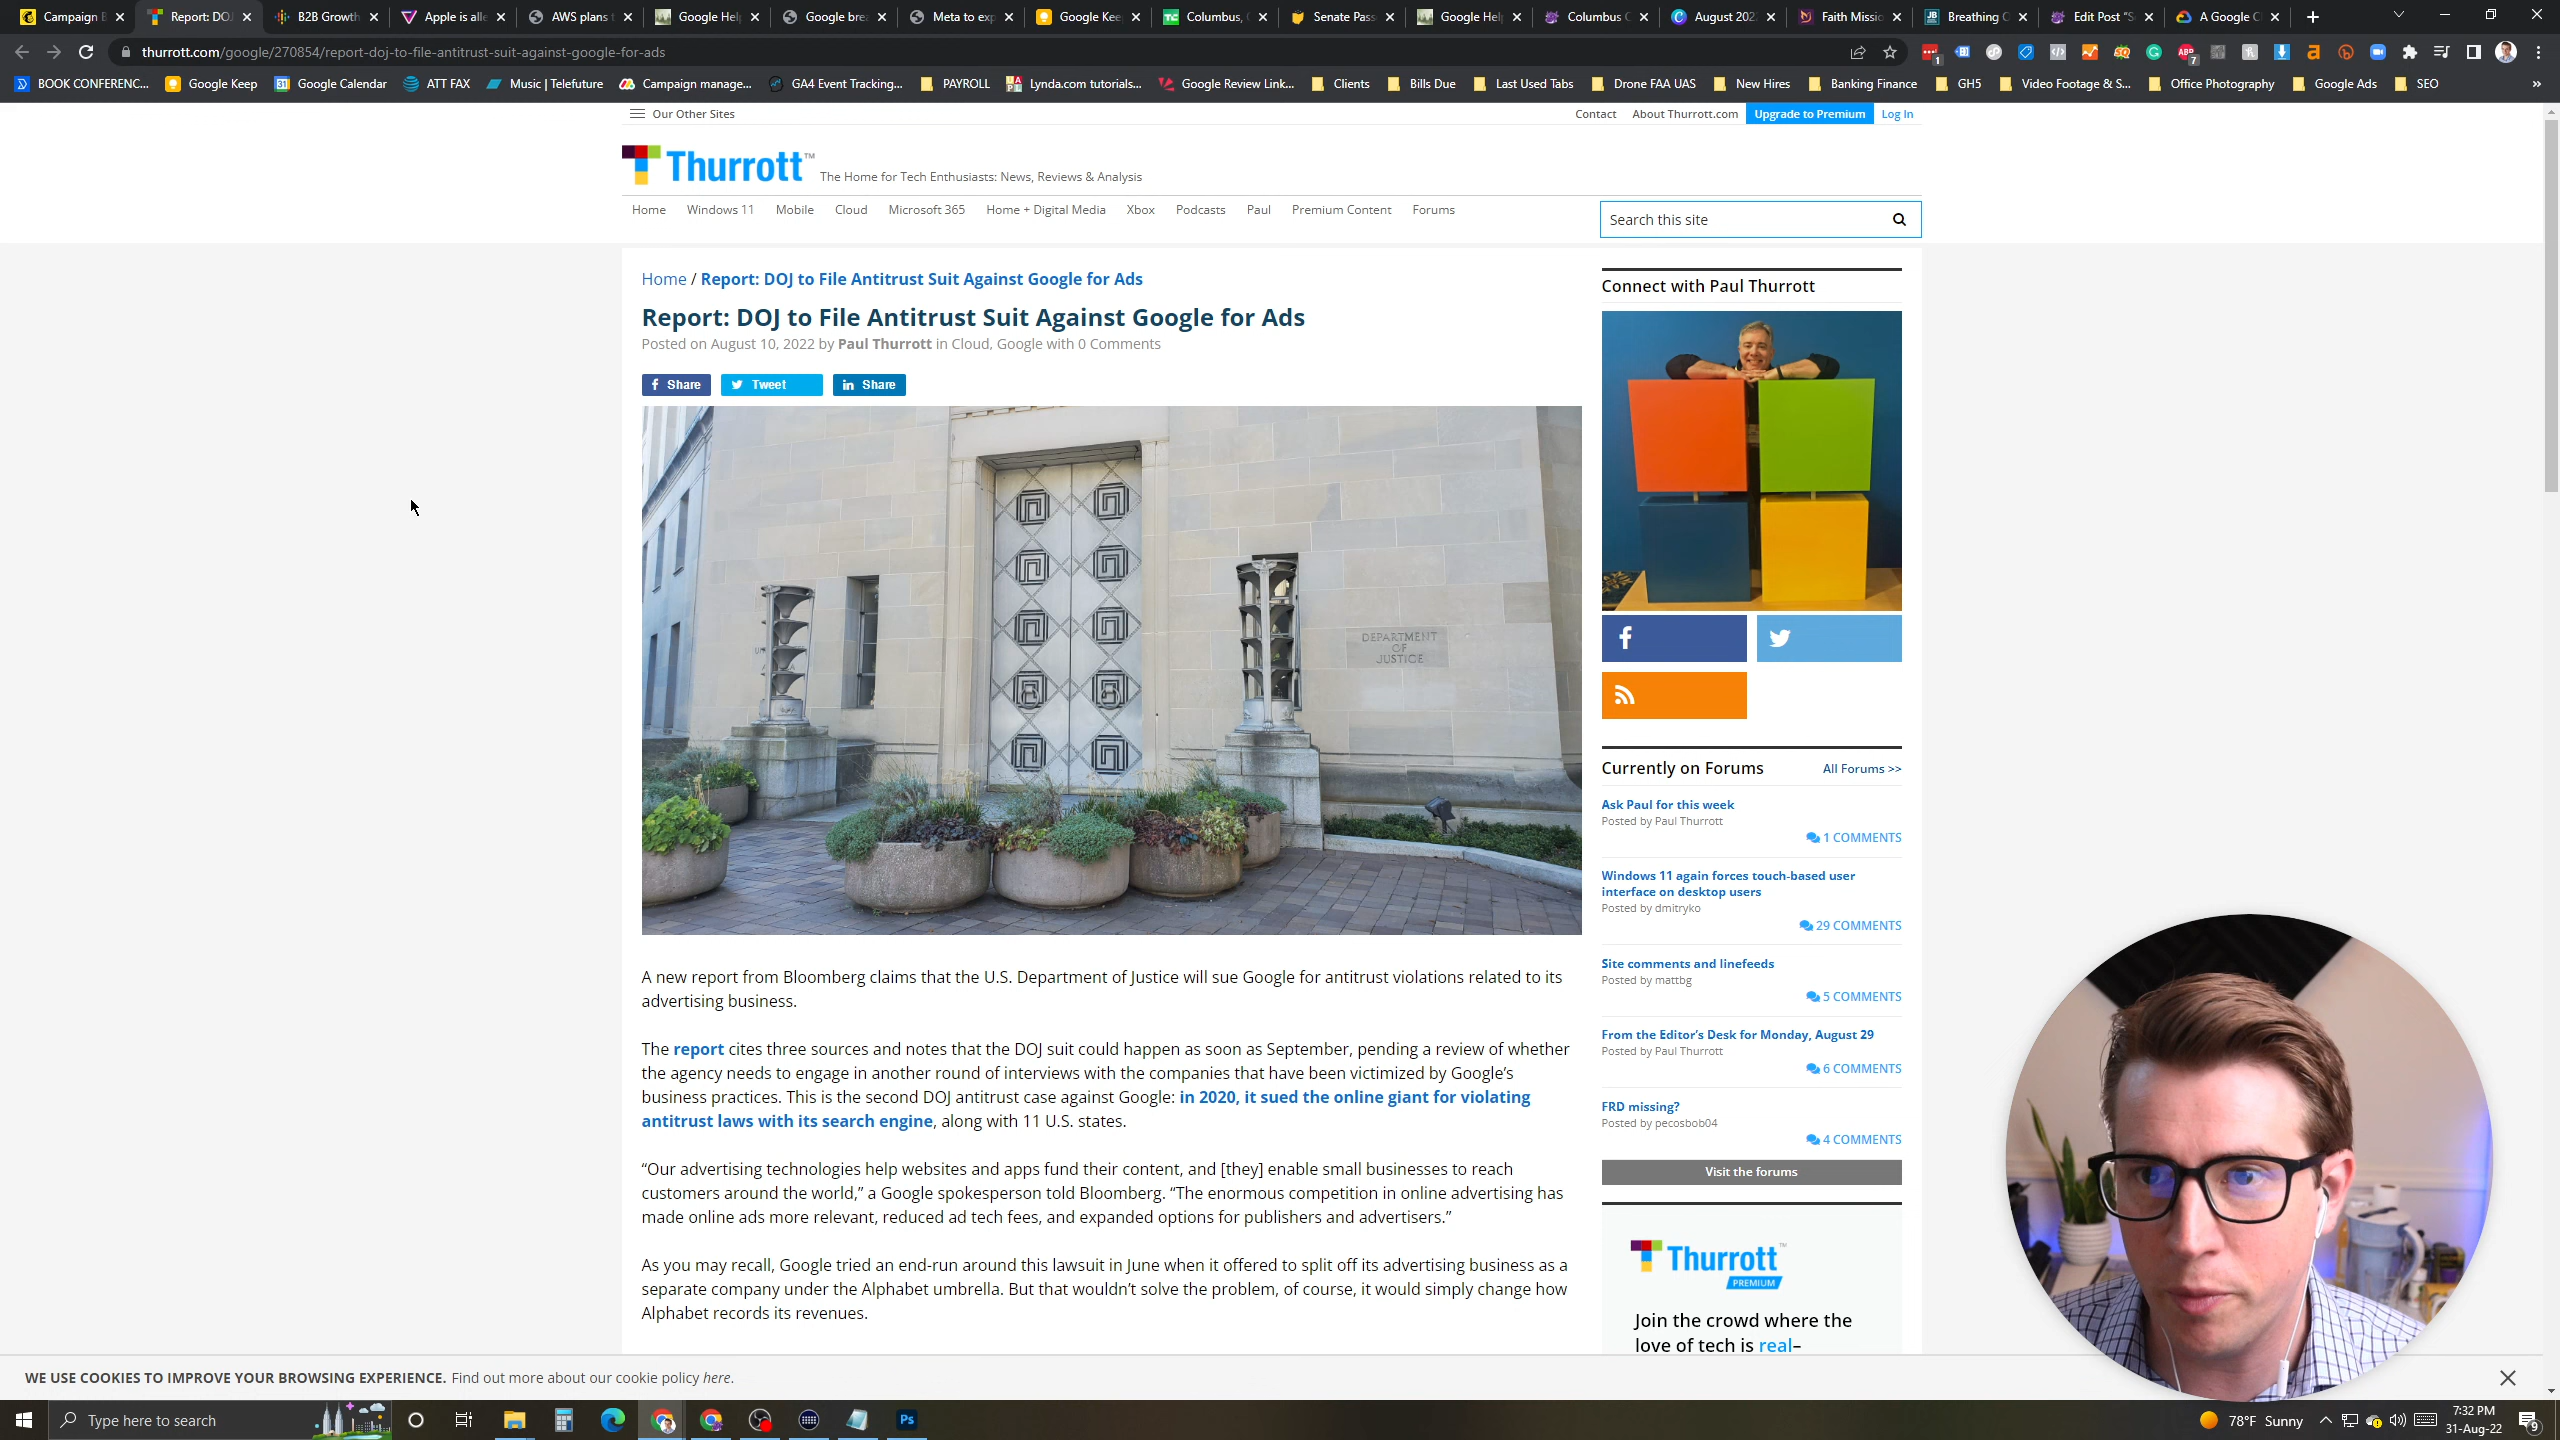 Campaign B
Report: DOJ
B2B Growth
Apple is alle
AWS plans t
Google Hel
Google brea
Meta to exp
Google Kee
Columbus,
Senate Pass
Google Hel
Columbus C
August 202
Faith Missio
Breathing O
Edit Post "S
A Google C
thurrott.com/google/270854/report-doj-to-file-antitrust-suit-against-google-for-ads
BOOK CONFERENC...
Google Keep
Google Calendar
ATT FAX
Music | Telefuture
Campaign manage...
GA4 Event Tracking...
PAYROLL
Lynda.com tutorials...
Google Review Link...
Clients
Bills Due
Last Used Tabs
Drone FAA UAS
New Hires
Banking Finance
GH5
Video Footage & S...
Office Photography
Google Ads
SEO
Our Other Sites
Contact
About Thurrott.com
Upgrade to Premium
Log In
Thurrott™
The Home for Tech Enthusiasts: News, Reviews & Analysis
Home
Windows 11
Mobile
Cloud
Microsoft 365
Home + Digital Media
Xbox
Podcasts
Paul
Premium Content
Forums
Search this site
Home / Report: DOJ to File Antitrust Suit Against Google for Ads
Report: DOJ to File Antitrust Suit Against Google for Ads
Posted on August 10, 2022 by Paul Thurrott in Cloud, Google with 0 Comments
Share
Tweet
Share
DEPARTMENT
OF
JUSTICE
A new report from Bloomberg claims that the U.S. Department of Justice will sue Google for antitrust violations related to its
advertising business.
The report cites three sources and notes that the DOJ suit could happen as soon as September, pending a review of whether
the agency needs to engage in another round of interviews with the companies that have been victimized by Google's
business practices. This is the second DOJ antitrust case against Google: in 2020, it sued the online giant for violating
antitrust laws with its search engine, along with 11 U.S. states.
“Our advertising technologies help websites and apps fund their content, and [they] enable small businesses to reach
customers around the world,” a Google spokesperson told Bloomberg. “The enormous competition in online advertising has
made online ads more relevant, reduced ad tech fees, and expanded options for publishers and advertisers.”
As you may recall, Google tried an end-run around this lawsuit in June when it offered to split off its advertising business as a
separate company under the Alphabet umbrella. But that wouldn't solve the problem, of course, it would simply change how
Alphabet records its revenues.
Connect with Paul Thurrott
Currently on Forums
All Forums >>
Ask Paul for this week
Posted by Paul Thurrott
1 COMMENTS
Windows 11 again forces touch-based user
interface on desktop users
Posted by dmitryko
29 COMMENTS
Site comments and linefeeds
Posted by mattbg
5 COMMENTS
From the Editor's Desk for Monday, August 29
Posted by Paul Thurrott
6 COMMENTS
FRD missing?
Posted by pecosbob04
4 COMMENTS
Visit the forums
Thurrott™
PREMIUM
Join the crowd where the
love of tech is real–
WE USE COOKIES TO IMPROVE YOUR BROWSING EXPERIENCE. Find out more about our cookie policy here.
Type here to search
Ps
78°F Sunny
7:32 PM
31-Aug-22
9